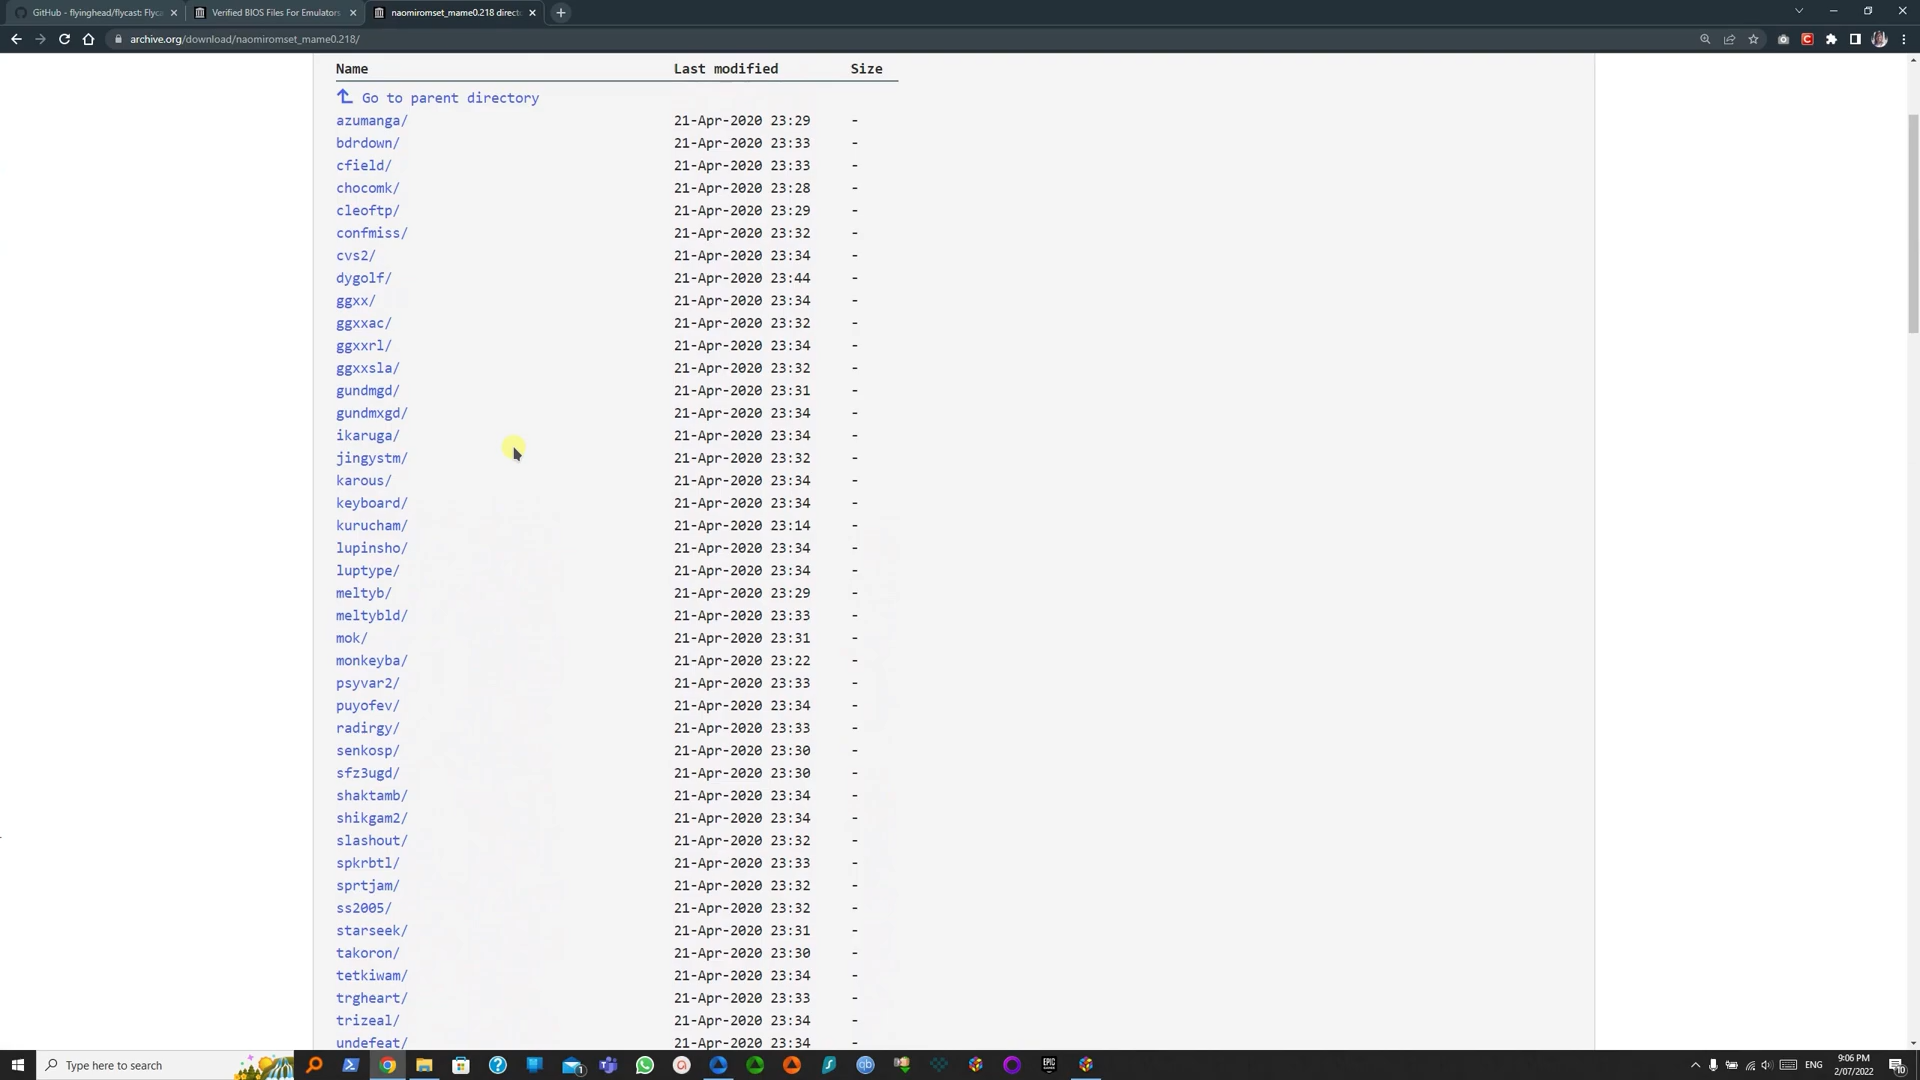 GitHub - flyinghead/flycast: Flyca
Verified BIOS Files For Emulators
naomiromset_mame0.218 direct
archive.org/download/naomiromset_mame0.218/
Name Last modified Size
Go to parent directory
azumanga/ 21-Apr-2020 23:29 -
bdrdown/ 21-Apr-2020 23:33 -
cfield/ 21-Apr-2020 23:33 -
chocomk/ 21-Apr-2020 23:28 -
cleoftp/ 21-Apr-2020 23:29 -
confmiss/ 21-Apr-2020 23:32 -
cvs2/ 21-Apr-2020 23:34 -
dygolf/ 21-Apr-2020 23:44 -
ggxx/ 21-Apr-2020 23:34 -
ggxxac/ 21-Apr-2020 23:32 -
ggxxrl/ 21-Apr-2020 23:34 -
ggxxsla/ 21-Apr-2020 23:32 -
gundmgd/ 21-Apr-2020 23:31 -
gundmxgd/ 21-Apr-2020 23:34 -
ikaruga/ 21-Apr-2020 23:34 -
jingystm/ 21-Apr-2020 23:32 -
karous/ 21-Apr-2020 23:34 -
keyboard/ 21-Apr-2020 23:34 -
kurucham/ 21-Apr-2020 23:14 -
lupinsho/ 21-Apr-2020 23:34 -
luptype/ 21-Apr-2020 23:34 -
meltyb/ 21-Apr-2020 23:29 -
meltybld/ 21-Apr-2020 23:33 -
mok/ 21-Apr-2020 23:31 -
monkeyba/ 21-Apr-2020 23:22 -
psyvar2/ 21-Apr-2020 23:33 -
puyofev/ 21-Apr-2020 23:34 -
radirgy/ 21-Apr-2020 23:33 -
senkosp/ 21-Apr-2020 23:30 -
sfz3ugd/ 21-Apr-2020 23:30 -
shaktamb/ 21-Apr-2020 23:34 -
shikgam2/ 21-Apr-2020 23:34 -
slashout/ 21-Apr-2020 23:32 -
spkrbtl/ 21-Apr-2020 23:33 -
sprtjam/ 21-Apr-2020 23:32 -
ss2005/ 21-Apr-2020 23:32 -
starseek/ 21-Apr-2020 23:31 -
takoron/ 21-Apr-2020 23:30 -
tetkiwam/ 21-Apr-2020 23:34 -
trgheart/ 21-Apr-2020 23:33 -
trizeal/ 21-Apr-2020 23:34 -
undefeat/ 21-Apr-2020 23:34 -
Type here to search
ENG
9:06 PM
2/07/2022